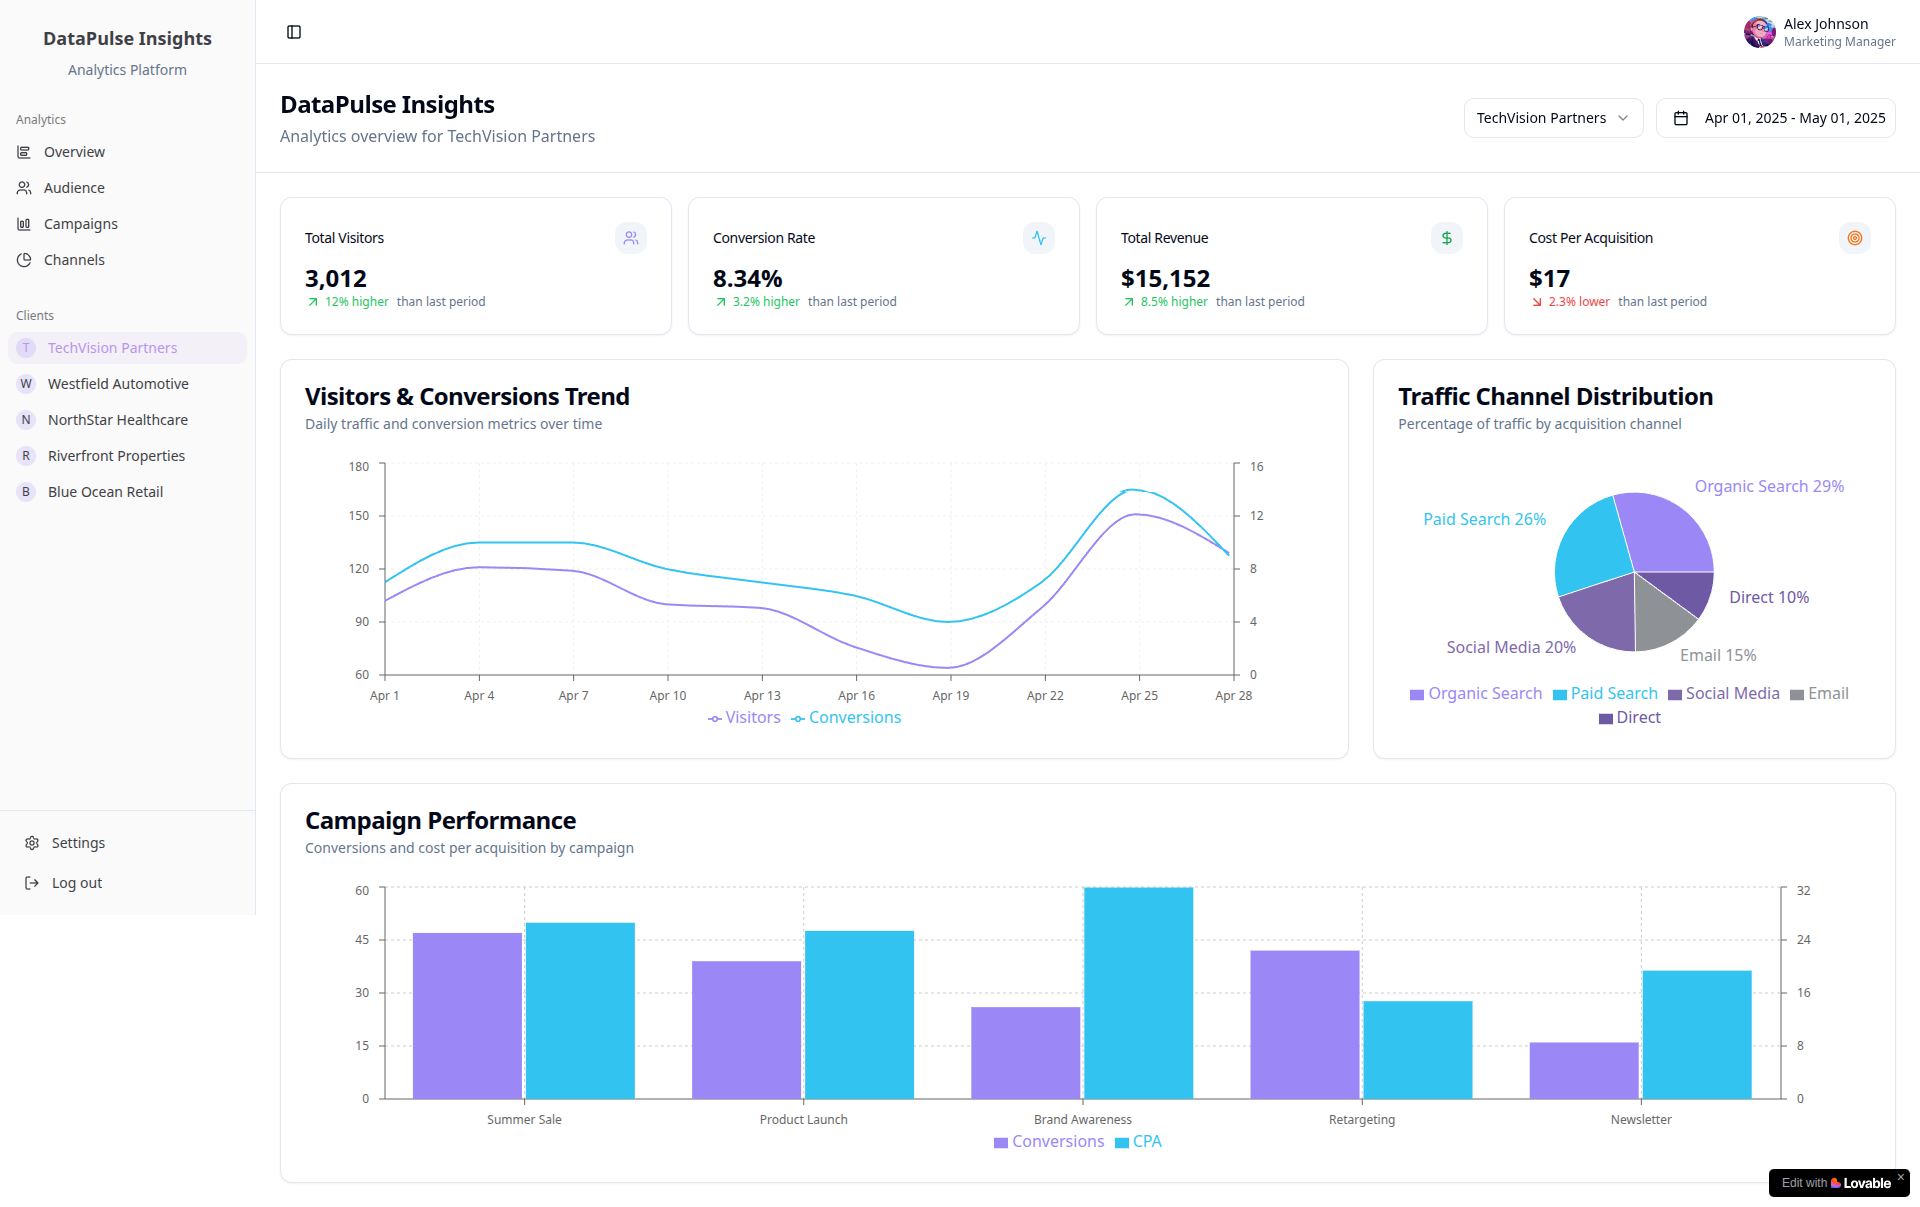 DataPulse Insights
Analytics Platform
Analytics
Overview
Audience
Campaigns
Channels
Clients
T TechVision Partners
W Westfield Automotive
N NorthStar Healthcare
R Riverfront Properties
B Blue Ocean Retail
Settings
Log out
Alex Johnson
Marketing Manager
DataPulse Insights
Analytics overview for TechVision Partners
TechVision Partners
Apr 01, 2025 - May 01, 2025
Total Visitors
3,012
12% higher than last period
Conversion Rate
8.34%
3.2% higher than last period
Total Revenue
$
$15,152
8.5% higher than last period
Cost Per Acquisition
$17
2.3% lower than last period
Visitors & Conversions Trend
Daily traffic and conversion metrics over time
180
150
120
90
60
16
12
8
4
0
Apr 1 Apr 4 Apr 7 Apr 10 Apr 13 Apr 16 Apr 19 Apr 22 Apr 25 Apr 28
Visitors Conversions
Traffic Channel Distribution
Percentage of traffic by acquisition channel
Organic Search 29%
Paid Search 26%
Direct 10%
Social Media 20%
Email 15%
Organic Search Paid Search Social Media Email
Direct
Campaign Performance
Conversions and cost per acquisition by campaign
60
45
30
15
0
32
24
16
8
0
Summer Sale Product Launch Brand Awareness Retargeting Newsletter
Conversions CPA
Edit with Lovable